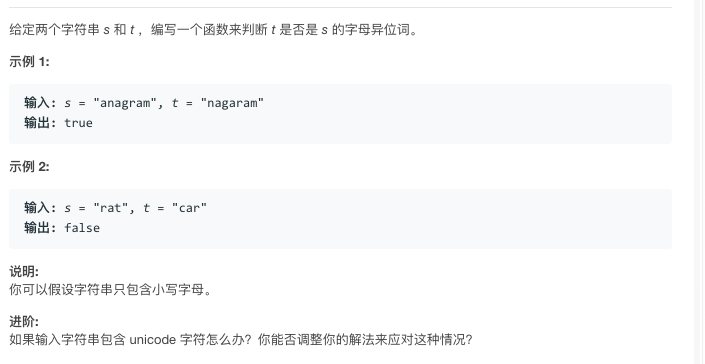 给定两个字符串 s 和 t ，编写一个函数来判断 t 是否是 s 的字母异位词。
示例 1:
输入: s = "anagram", t = "nagaram"
输出: true
示例 2:
输入: s = "rat", t = "car"
输出: false
说明:
你可以假设字符串只包含小写字母。
进阶:
如果输入字符串包含 unicode 字符怎么办？你能否调整你的解法来应对这种情况？